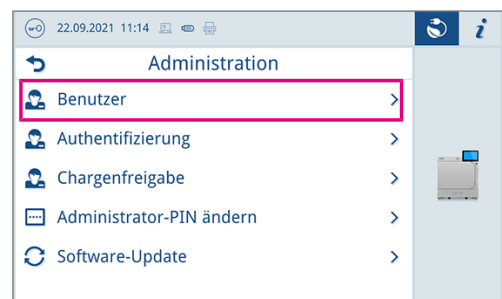 22.09.2021 11:14
Administration
Benutzer
Authentifizierung
Chargenfreigabe
Administrator-PIN ändern
Software-Update